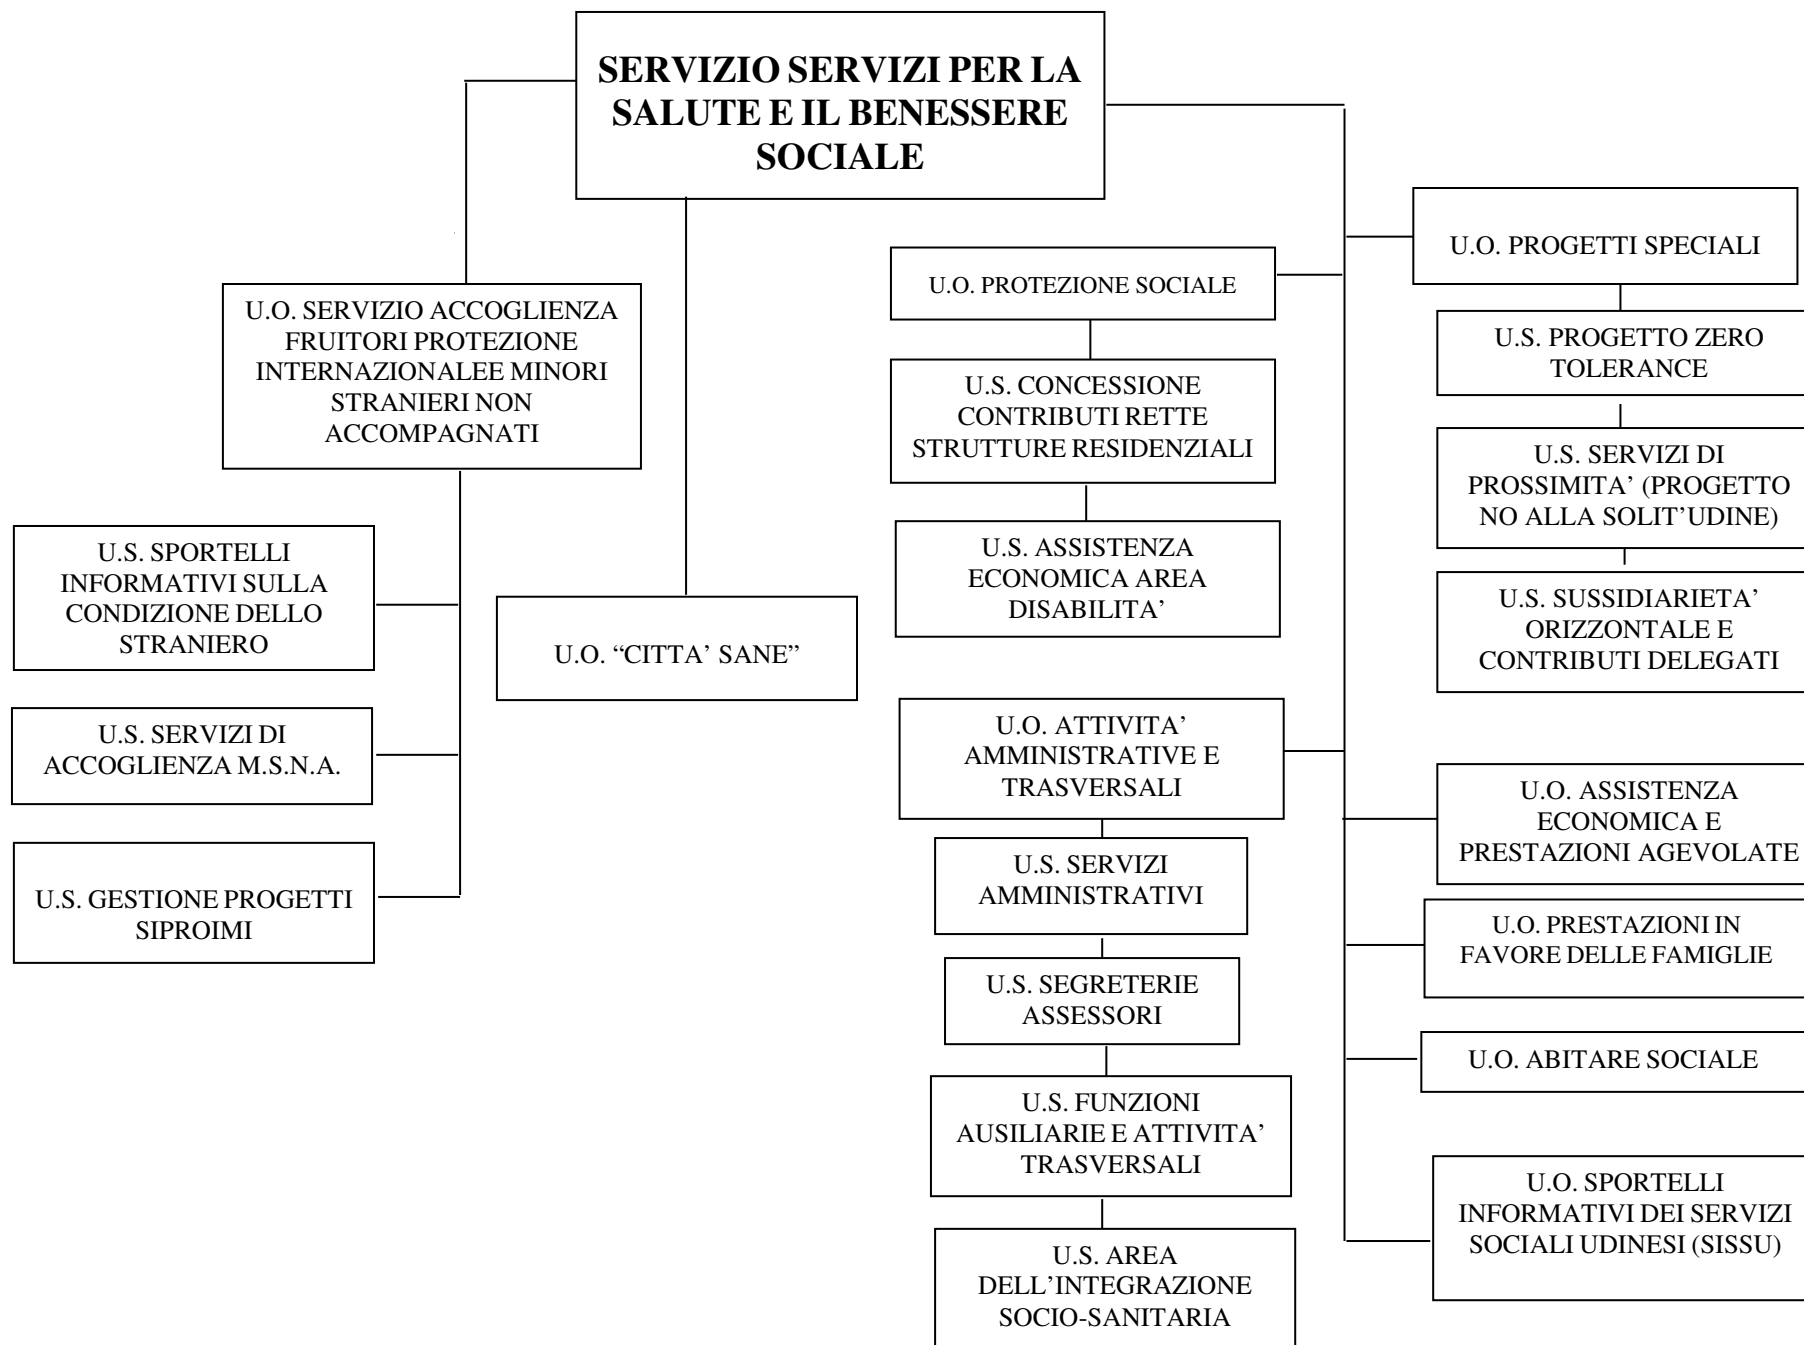 SERVIZIO SERVIZI PER LA
SALUTE E IL BENESSERE
SOCIALE
U.O. SERVIZIO ACCOGLIENZA
FRUITORI PROTEZIONE
INTERNAZIONALEE MINORI
STRANIERI NON
ACCOMPAGNATI
U.S. SPORTELLI
INFORMATIVI SULLA
CONDIZIONE DELLO
STRANIERO
U.S. SERVIZI DI
ACCOGLIENZA M.S.N.A.
U.S. GESTIONE PROGETTI
SIPROIMI
U.O. “CITTA’ SANE”
U.O. PROTEZIONE SOCIALE
U.S. CONCESSIONE
CONTRIBUTI RETTE
STRUTTURE RESIDENZIALI
U.S. ASSISTENZA
ECONOMICA AREA
DISABILITA’
U.O. ATTIVITA’
AMMINISTRATIVE E
TRASVERSALI
U.S. SERVIZI
AMMINISTRATIVI
U.S. SEGRETERIE
ASSESSORI
U.S. FUNZIONI
AUSILIARIE E ATTIVITA’
TRASVERSALI
U.S. AREA
DELL’INTEGRAZIONE
SOCIO-SANITARIA
U.O. PROGETTI SPECIALI
U.S. PROGETTO ZERO
TOLERANCE
U.S. SERVIZI DI
PROSSIMITA’ (PROGETTO
NO ALLA SOLIT’UDINE)
U.S. SUSSIDIARIETA’
ORIZZONTALE E
CONTRIBUTI DELEGATI
U.O. ASSISTENZA
ECONOMICA E
PRESTAZIONI AGEVOLATE
U.O. PRESTAZIONI IN
FAVORE DELLE FAMIGLIE
U.O. ABITARE SOCIALE
U.O. SPORTELLI
INFORMATIVI DEI SERVIZI
SOCIALI UDINESI (SISSU)